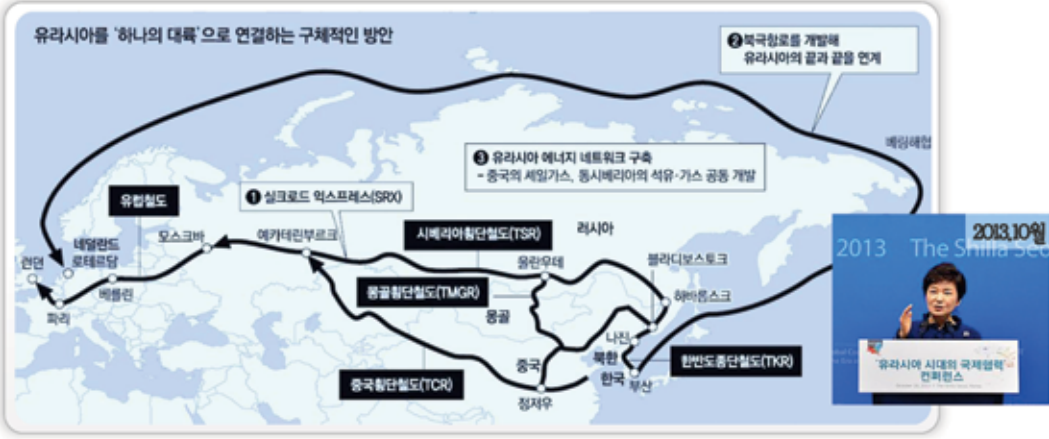 유라시아를 '하나의 대륙'으로 연결하는 구체적인 방안
❷북극항로를 개발해
유라시아의 끝과 끝을 연계
베링해협
❸ 유라시아 에너지 네트워크 구축
- 중국의 셰일가스, 동시베리아의 석유·가스 공동 개발
❶ 실크로드 익스프레스(SRX)
유럽철도
모스크바
예카테린부르크
시베리아횡단철도(TSR)
러시아
네덜란드
로테르담
런던
베를린
파리
울란우데
블라디보스토크
몽골횡단철도(TMGR)
몽골
하바롭스크
나진
중국
북한
한국
부산
한반도종단철도(TKR)
중국횡단철도(TCR)
정저우
2013.10월
2013 The Shilla Seo
'유라시아 시대의 국제협력'
컨퍼런스